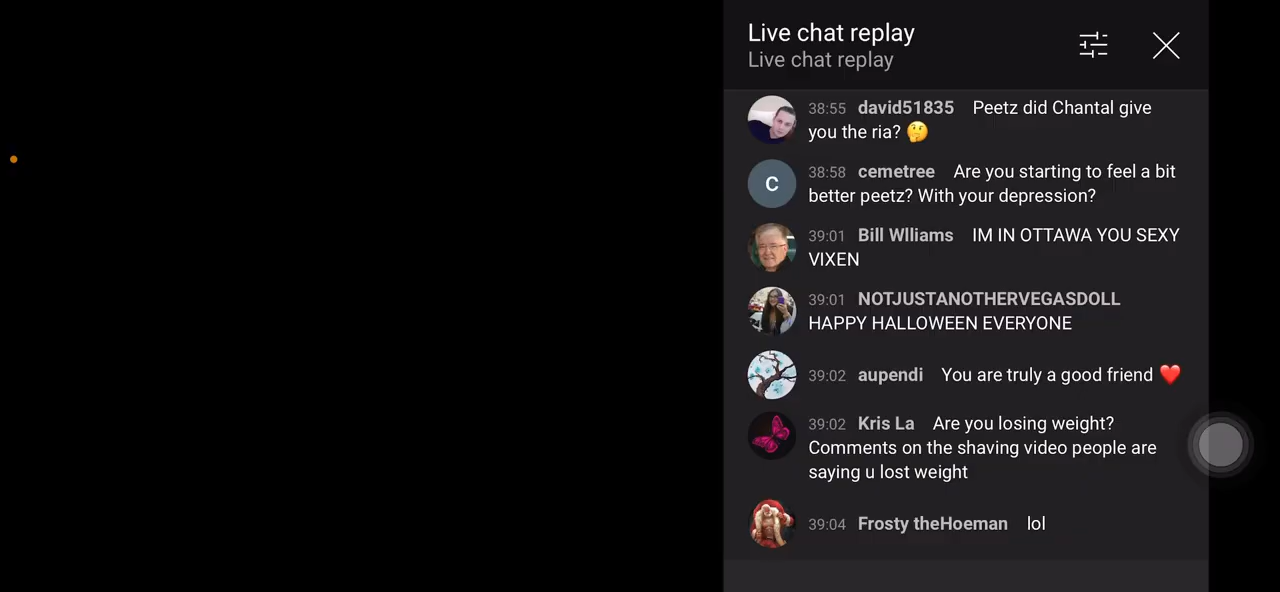 Live chat replay
Live chat replay
38:55 david51835 Peetz did Chantal give
you the ria? 🤔
C
38:58 cemetree Are you starting to feel a bit
better peetz? With your depression?
39:01 Bill Wlliams IM IN OTTAWA YOU SEXY
VIXEN
39:01 NOTJUSTANOTHERVEGASDOLL
HAPPY HALLOWEEN EVERYONE
39:02 aupendi You are truly a good friend ❤️
39:02 Kris La Are you losing weight?
Comments on the shaving video people are
saying u lost weight
39:04 Frosty theHoeman lol